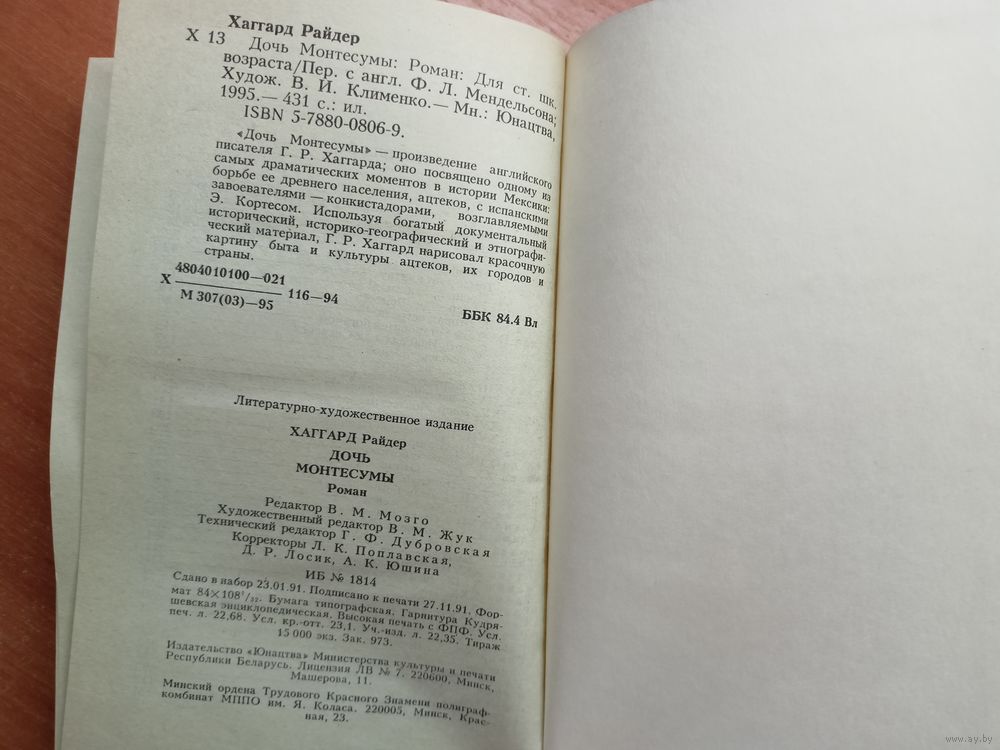 Хаггард Райдер
X 13 Дочь Монтесумы: Роман: Для ст. шк.
возраста/Пер. с англ. Ф. Л. Мендельсона;
Худож. В. И. Клименко.— Мн.: Юнацтва,
1995.— 431 с.: ил.
ISBN 5-7880-0806-9.
«Дочь Монтесумы» — произведение английского
писателя Г. Р. Хаггарда; оно посвящено одному из
самых драматических моментов в истории Мексики:
борьбе ее древнего населения, ацтеков, с испанскими
завоевателями — конкистадорами, возглавляемыми
Э. Кортесом. Используя богатый документальный
исторический, историко-географический и этнографи-
ческий материал, Г. Р. Хаггард нарисовал красочную
картину быта и культуры ацтеков, их городов и
страны.
X 4804010100—021
М 307(03)—95 116—94
ББК 84.4 Вл
Литературно-художественное издание
ХАГГАРД Райдер
ДОЧЬ
МОНТЕСУМЫ
Роман
Редактор В. М. Мозго
Художественный редактор В. М. Жук
Технический редактор Г. Ф. Дубровская
Корректоры Л. К. Поплавская,
Д. Р. Лосик, А. К. Юшина
ИБ № 1814
Сдано в набор 23.01.91. Подписано к печати 27.11.91. Фор-
мат 84×108¹/₃₂. Бумага типографская. Гарнитура Кудря-
шевская энциклопедическая. Высокая печать с ФПФ. Усл.
печ. л. 22,68. Усл. кр.-отт. 23,1. Уч.-изд. л. 22,35. Тираж
15 000 экз. Зак. 973.
Издательство «Юнацтва» Министерства культуры и печати
Республики Беларусь. Лицензия ЛВ № 7. 220600, Минск,
Машерова, 11.
Минский ордена Трудового Красного Знамени полиграф-
комбинат МППО им. Я. Коласа. 220005, Минск, Крас-
ная, 23.
www.ay.by